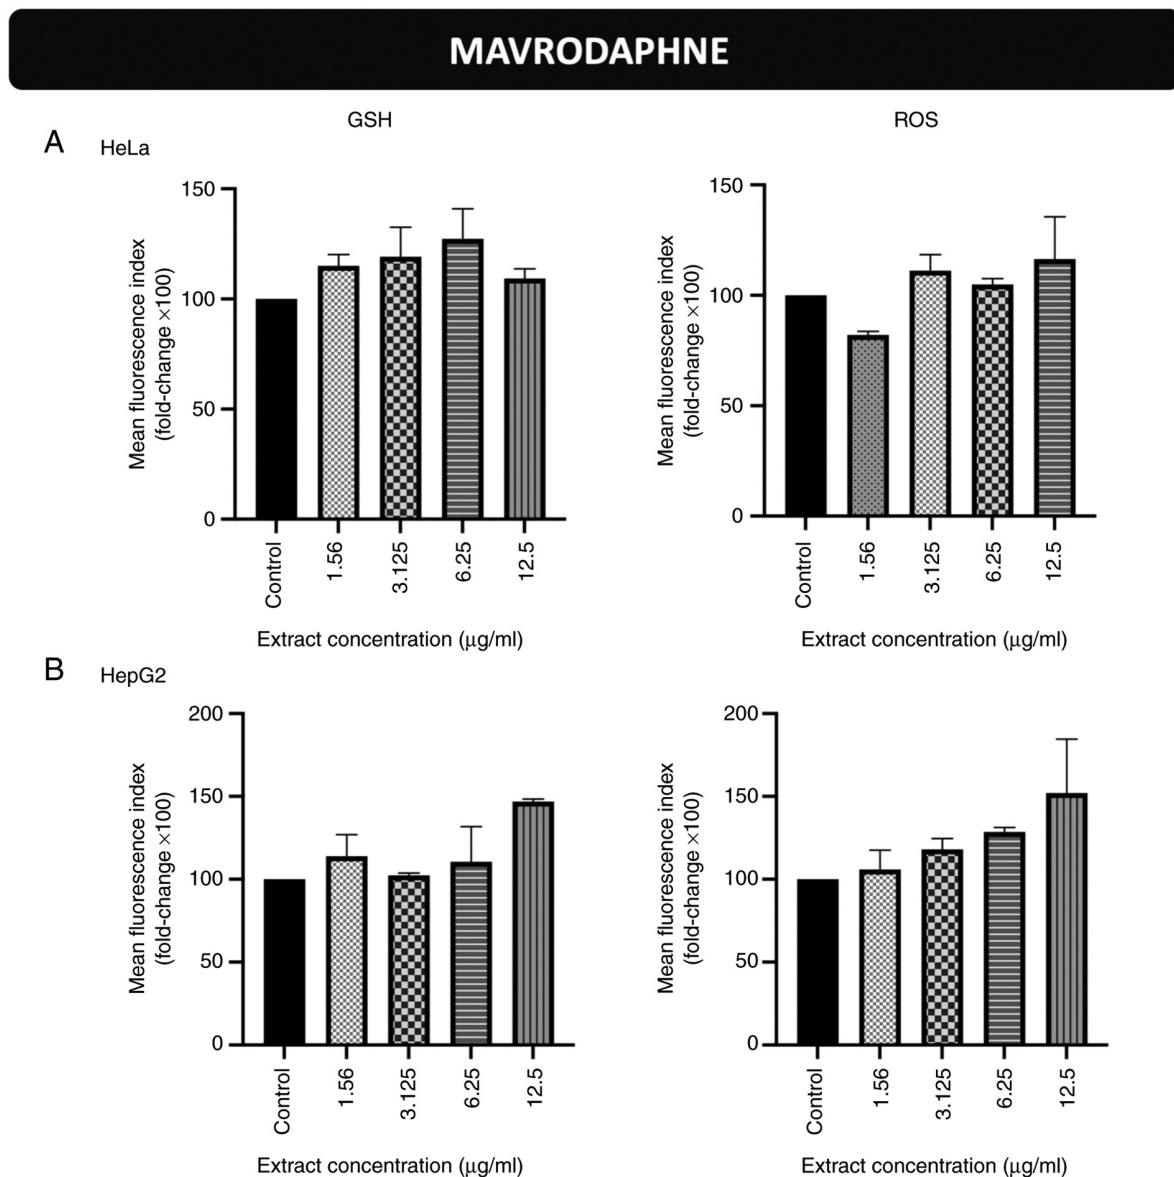 MAVRODAPHNE
GSH
ROS
A
HeLa
Mean fluorescence index
(fold-change ×100)
150
100
50
0
Control
1.56
3.125
6.25
12.5
Extract concentration (μg/ml)
Mean fluorescence index
(fold-change ×100)
150
100
50
0
Control
1.56
3.125
6.25
12.5
Extract concentration (μg/ml)
B
HepG2
Mean fluorescence index
(fold-change ×100)
200
150
100
50
0
Control
1.56
3.125
6.25
12.5
Extract concentration (μg/ml)
Mean fluorescence index
(fold-change ×100)
200
150
100
50
0
Control
1.56
3.125
6.25
12.5
Extract concentration (μg/ml)